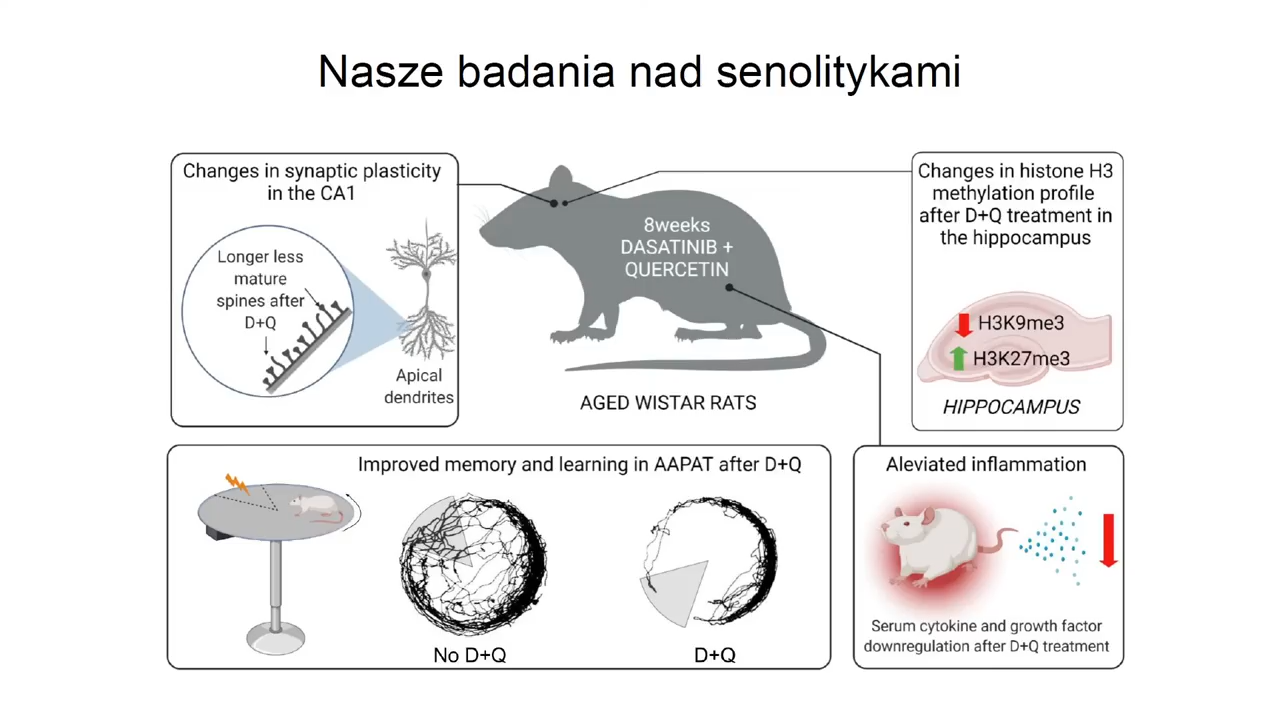 Nasze badania nad senolitykami
Changes in synaptic plasticity
in the CA1
Longer less
mature
spines after
D+Q
Apical
dendrites
8weeks
DASATINIB +
QUERCETIN
AGED WISTAR RATS
Changes in histone H3
methylation profile
after D+Q treatment in
the hippocampus
H3K9me3
H3K27me3
HIPPOCAMPUS
Improved memory and learning in AAPAT after D+Q
No D+Q
D+Q
Aleviated inflammation
Serum cytokine and growth factor
downregulation after D+Q treatment